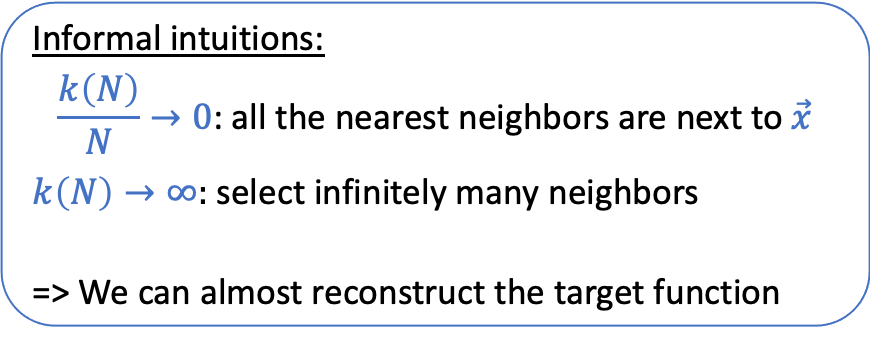 Informal intuitions:
k(N)/N → 0: all the nearest neighbors are next to x⃗
k(N) → ∞: select infinitely many neighbors
=> We can almost reconstruct the target function